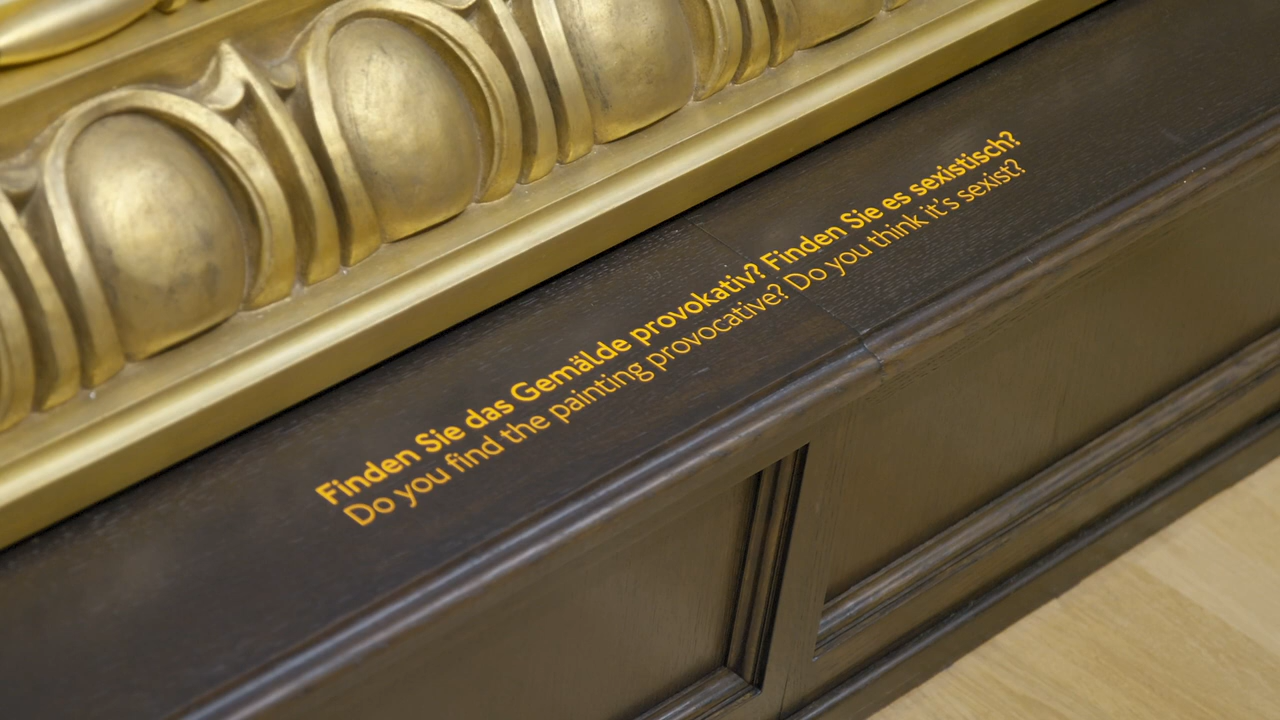 Finden Sie das Gemälde provokativ? Finden Sie es sexistisch?
Do you find the painting provocative? Do you think it's sexist?